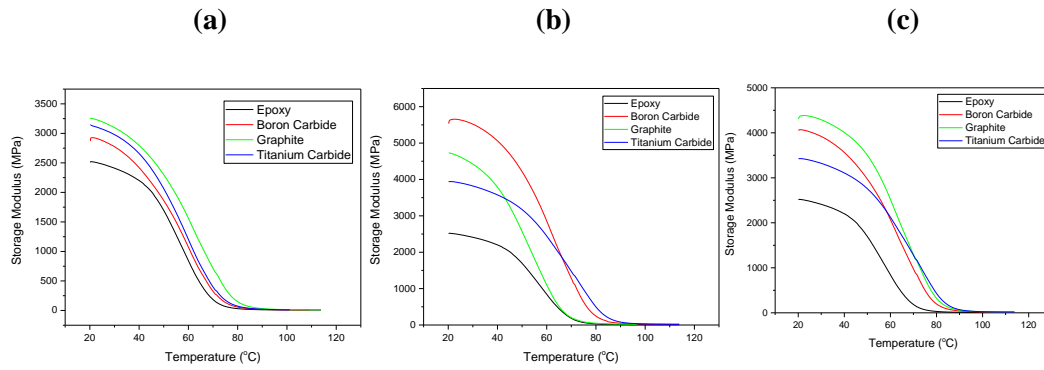 (a)
(b)
(c)
Storage Modulus (MPa)
3500
3000
2500
2000
1500
1000
500
0
Epoxy
Boron Carbide
Graphite
Titanium Carbide
20 40 60 80 100 120
Temperature (°C)
Storage Modulus (MPa)
6000
5000
4000
3000
2000
1000
0
Epoxy
Boron Carbide
Graphite
Titanium Carbide
20 40 60 80 100 120
Temperature (°C)
Storage Modulus (MPa)
5000
4000
3000
2000
1000
0
Epoxy
Boron Carbide
Graphite
Titanium Carbide
20 40 60 80 100 120
Temperature (°C)